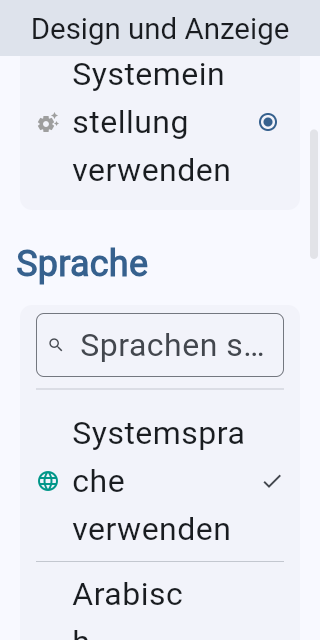 Design und Anzeige
Systemein
stellung
verwenden
Sprache
Sprachen s...
Systemspra
che
verwenden
Arabisc
h